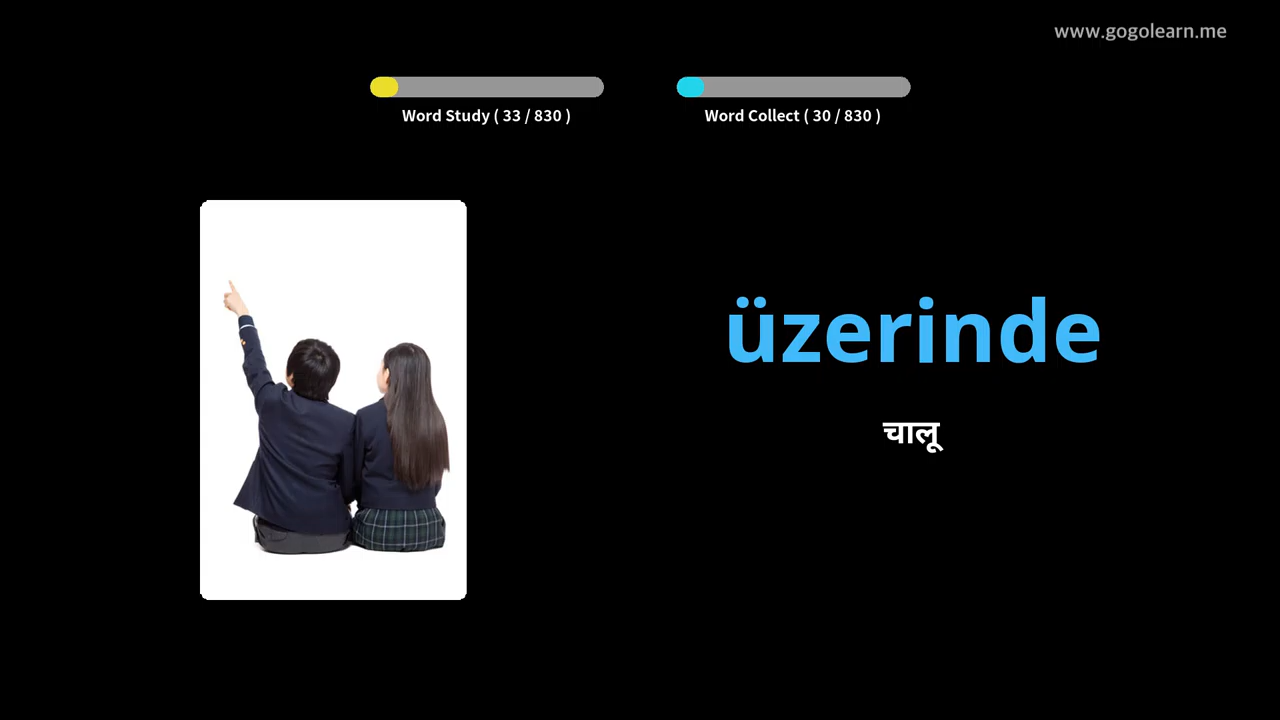 www.gogolearn.me
Word Study ( 33 / 830 )
Word Collect ( 30 / 830 )
üzerinde
चालू